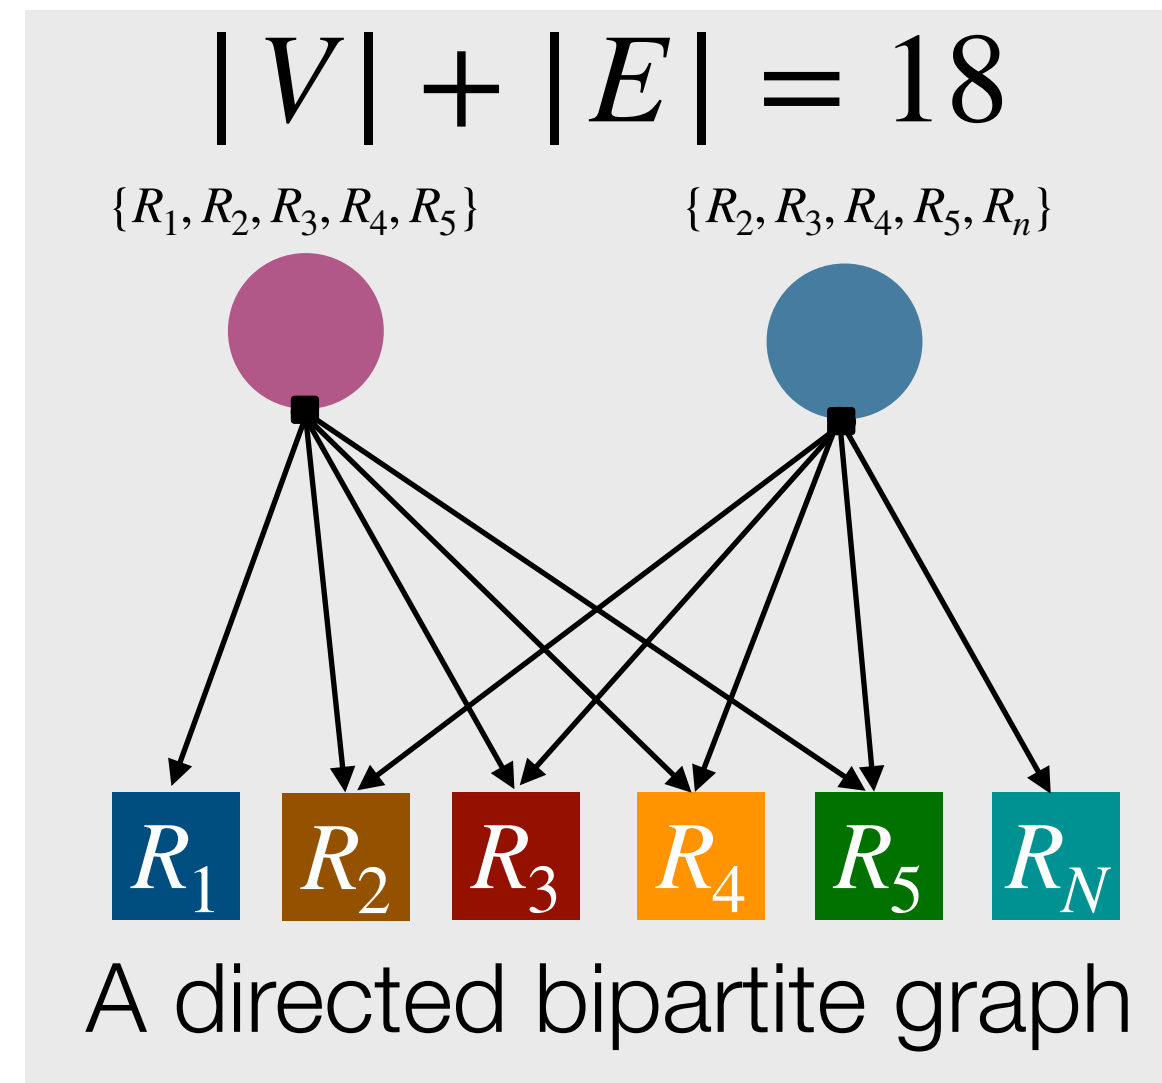 |V| + |E| = 18
{R₁, R₂, R₃, R₄, R₅} {R₂, R₃, R₄, R₅, Rₙ}
R₁ R₂ R₃ R₄ R₅ R_N
A directed bipartite graph